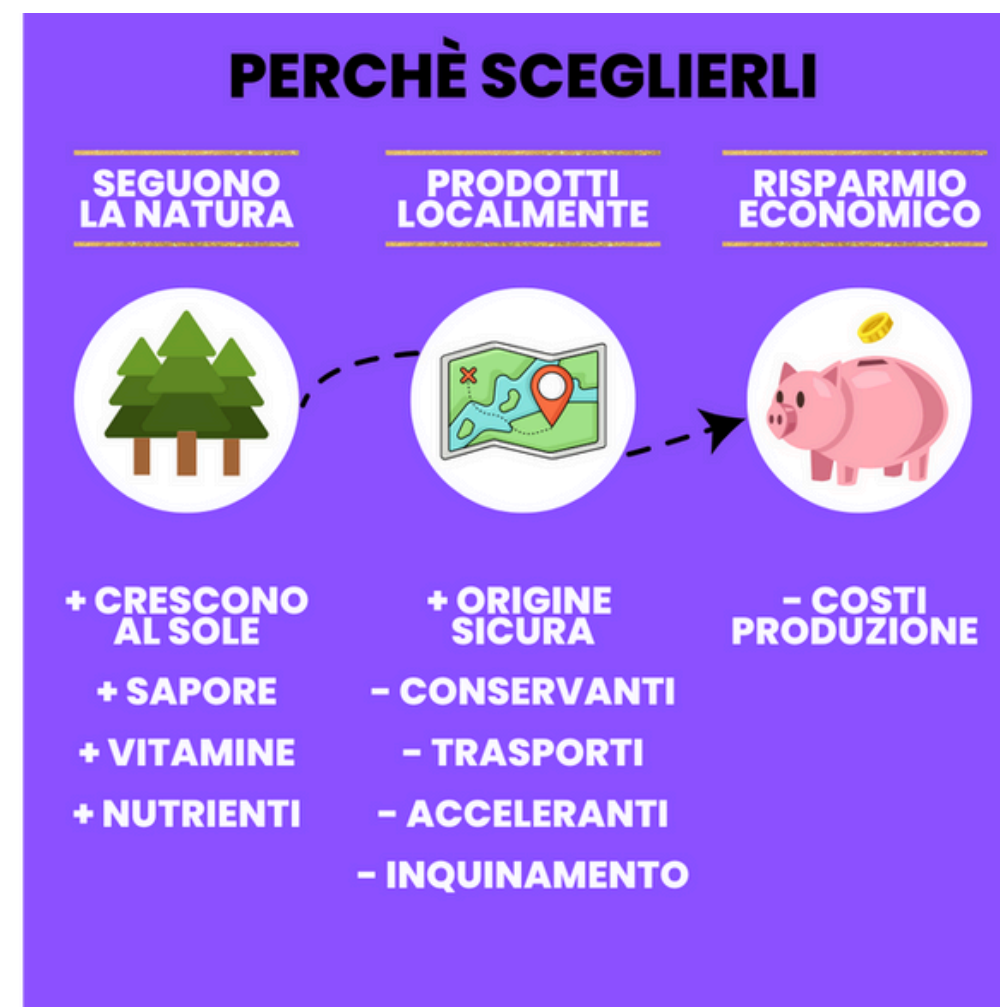 PERCHÈ SCEGLIERLI
SEGUONO
LA NATURA
+ CRESCONO
AL SOLE
+ SAPORE
+ VITAMINE
+ NUTRIENTI
PRODOTTI
LOCALMENTE
+ ORIGINE
SICURA
- CONSERVANTI
- TRASPORTI
- ACCELERANTI
- INQUINAMENTO
RISPARMIO
ECONOMICO
- COSTI
PRODUZIONE